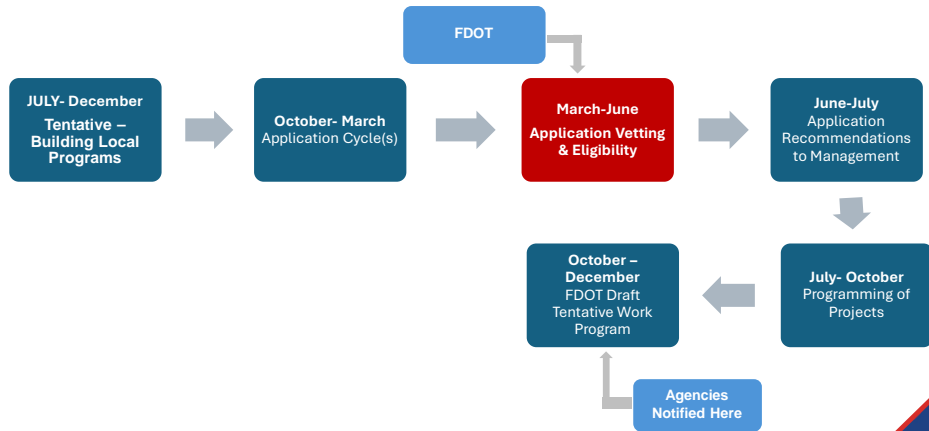 FDOT
JULY- December
Tentative –
Building Local
Programs
October- March
Application Cycle(s)
March-June
Application Vetting
& Eligibility
June-July
Application
Recommendations
to Management
July- October
Programming of
Projects
October –
December
FDOT Draft
Tentative Work
Program
Agencies
Notified Here